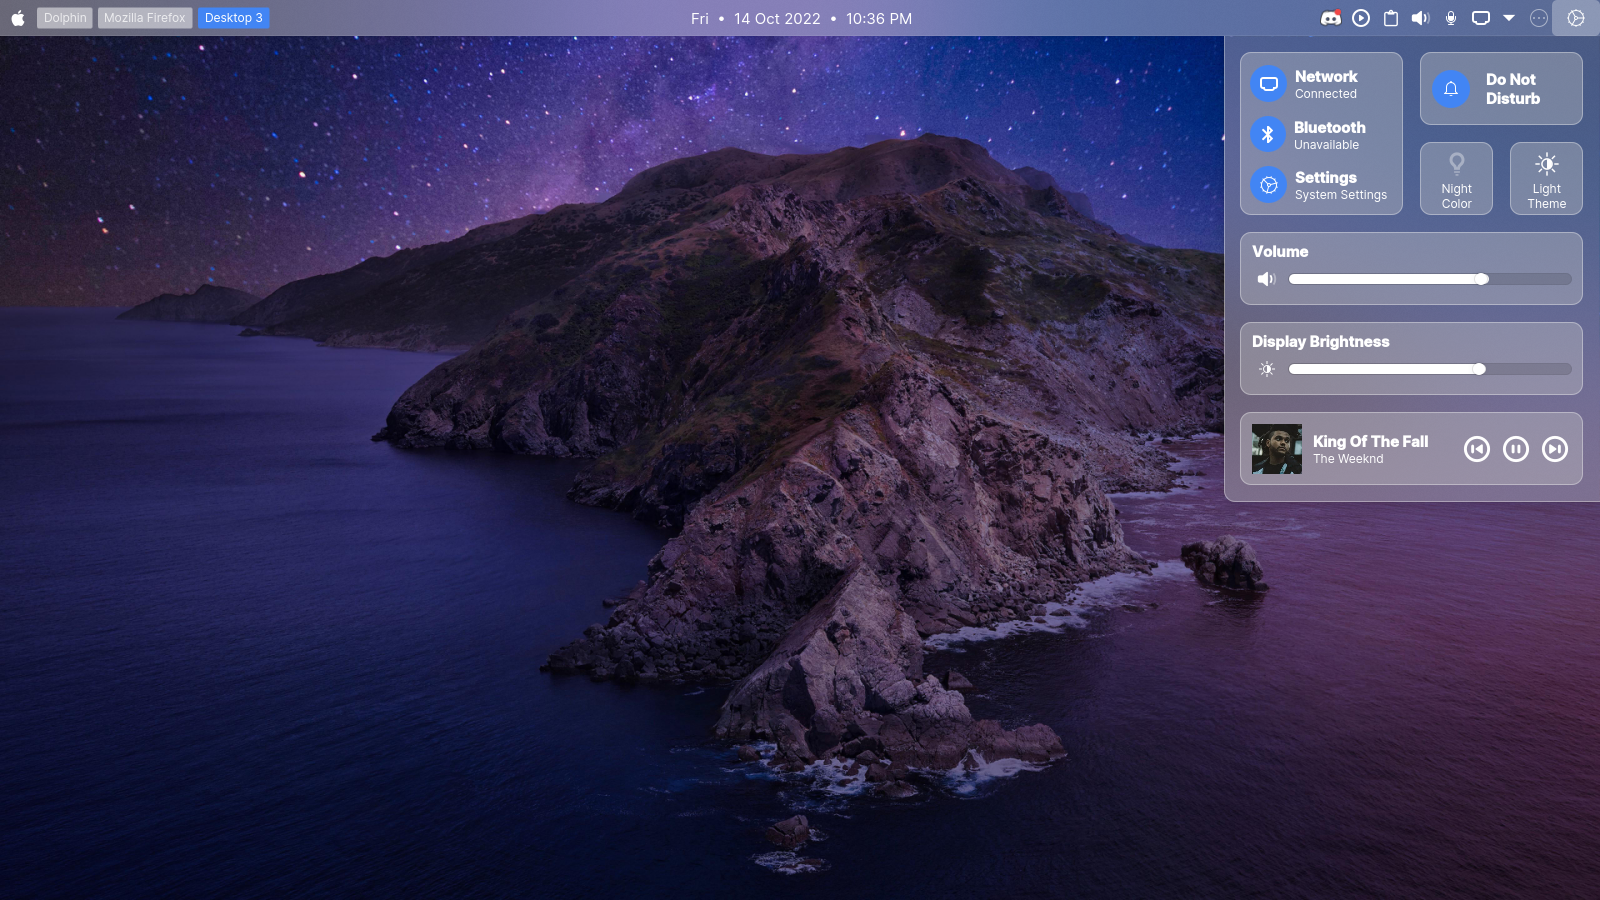 Dolphin
Mozilla Firefox
Desktop 3
Fri • 14 Oct 2022 • 10:36 PM
Network
Connected
Bluetooth
Unavailable
Settings
System Settings
Do Not
Disturb
Night
Color
Light
Theme
Volume
Display Brightness
King Of The Fall
The Weeknd